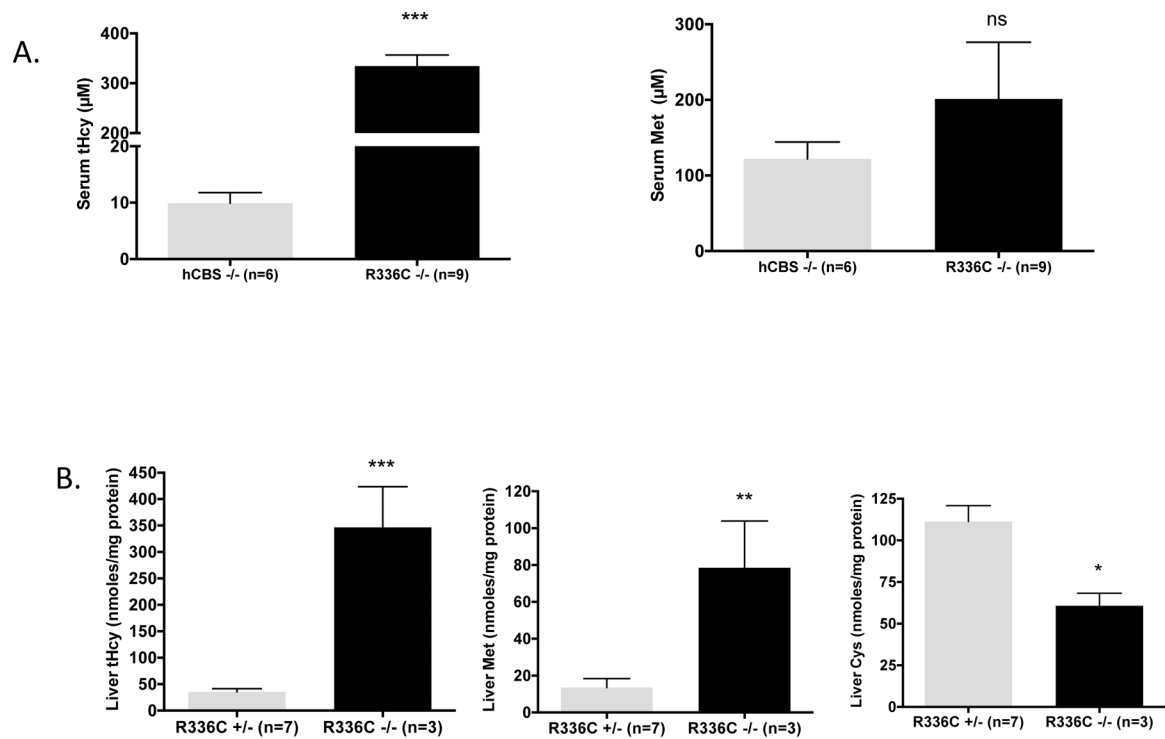 A.
***
Serum tHcy (µM)
400
300
200
20
10
0
hCBS -/- (n=6)
R336C -/- (n=9)
ns
Serum Met (µM)
300
200
100
0
hCBS -/- (n=6)
R336C -/- (n=9)
B.
***
Liver tHcy (nmoles/mg protein)
450
400
350
300
250
200
150
100
50
0
R336C +/- (n=7)
R336C -/- (n=3)
**
Liver Met (nmoles/mg protein)
120
100
80
60
40
20
0
R336C +/- (n=7)
R336C -/- (n=3)
*
Liver Cys (nmoles/mg protein)
125
100
75
50
25
0
R336C +/- (n=7)
R336C -/- (n=3)